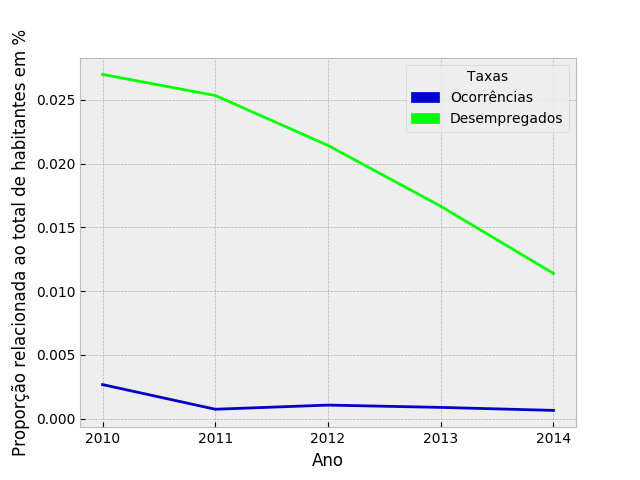 Proporção relacionada ao total de habitantes em %
0.025
0.020
0.015
0.010
0.005
0.000
Taxas
Ocorrências
Desempregados
2010 2011 2012 2013 2014
Ano